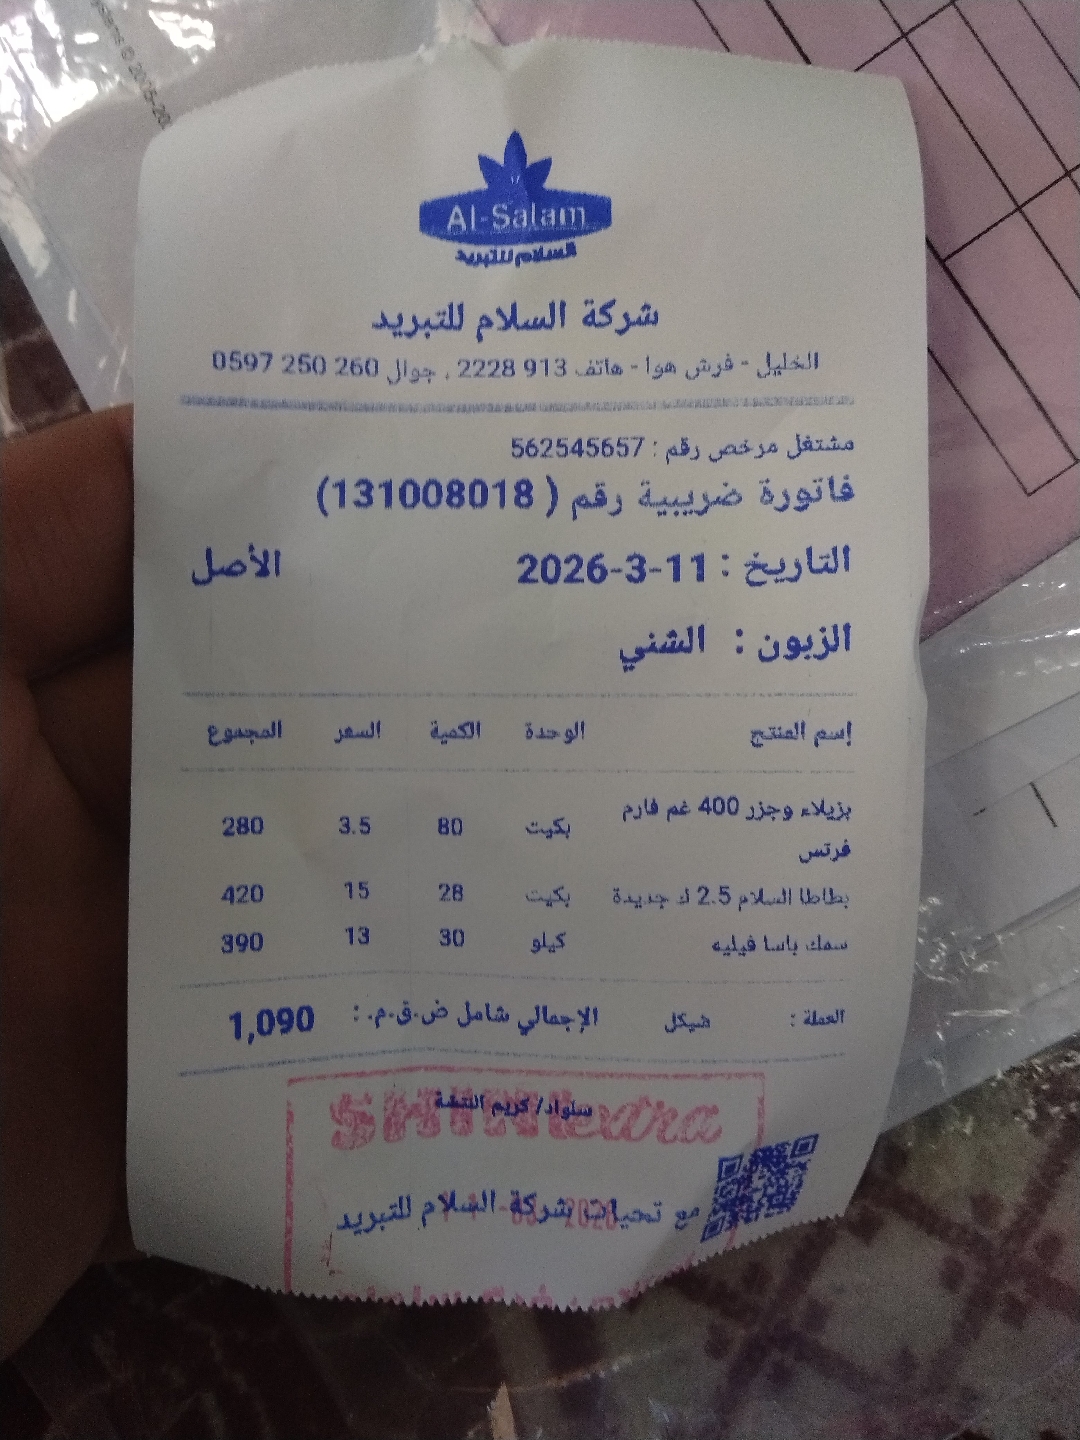 Al-Salam
السلام للتبريد
شركة السلام للتبريد
الخليل - فرش هوا - هاتف 913 2228 , جوال 260 250 0597
مشتغل مرخص رقم : 562545657
فاتورة ضريبية رقم ( 131008018)
التاريخ : 11-3-2026 الأصل
الزبون : الشني
إسم المنتج الوحدة الكمية السعر المجموع
بزيلاء وجزر 400 غم فارم فرتس بكيت 80 3.5 280
بطاطا السلام 2.5 ك جديدة بكيت 28 15 420
سمك باسا فيليه كيلو 30 13 390
العملة : شيكل الإجمالي شامل ض.ق.م. : 1,090
سلواد/ كريم
مع تحيات شركة السلام للتبريد